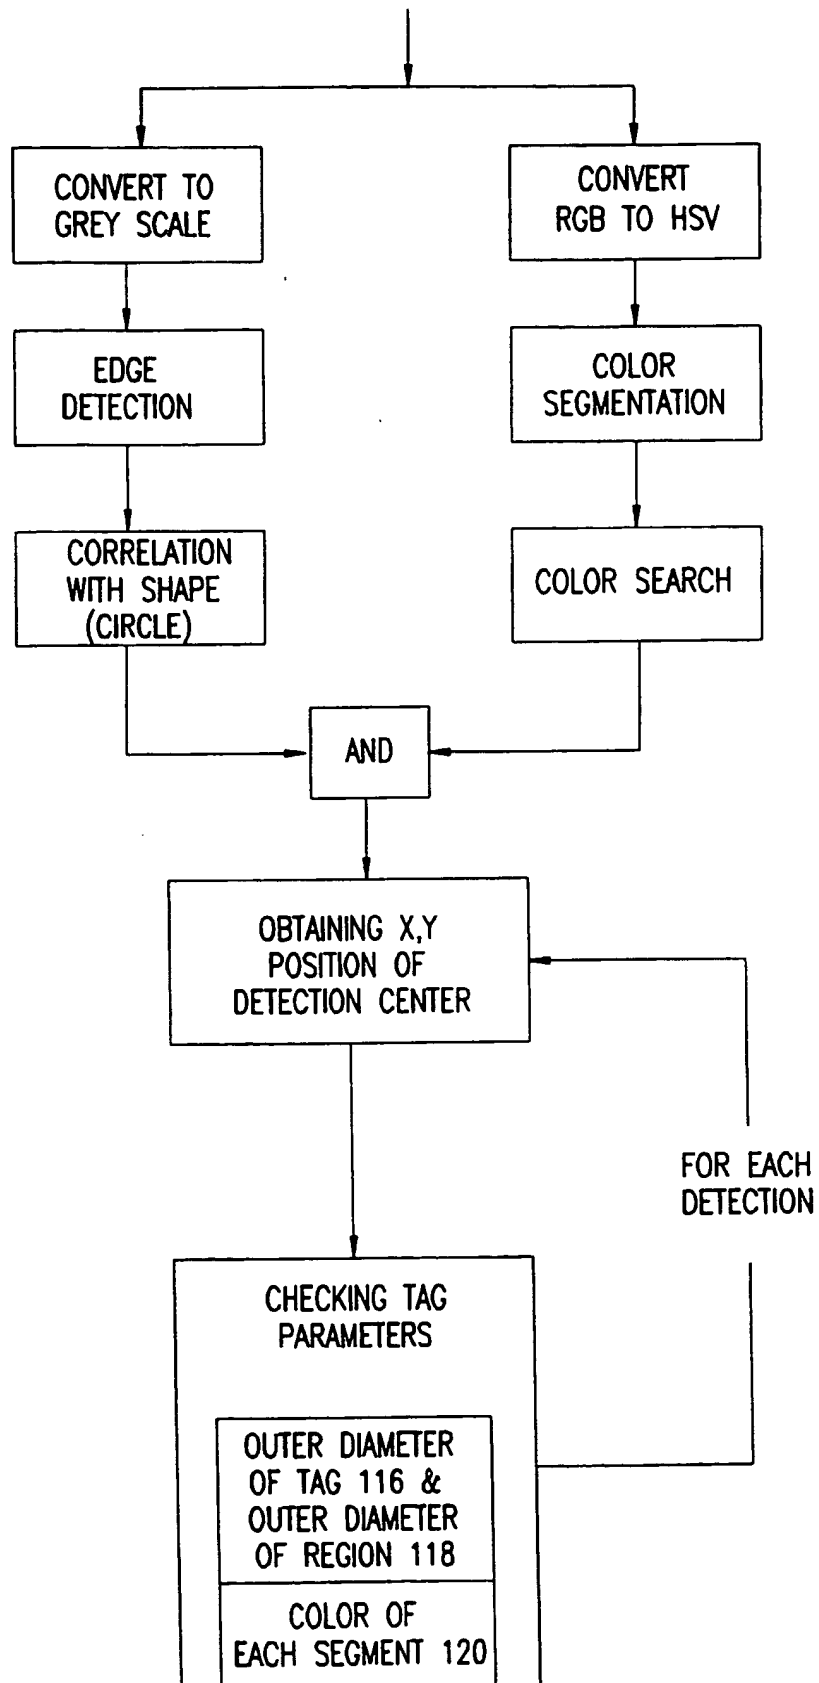 CONVERT TO
GREY SCALE
CONVERT
RGB TO HSV
EDGE
DETECTION
COLOR
SEGMENTATION
CORRELATION
WITH SHAPE
(CIRCLE)
COLOR SEARCH
AND
OBTAINING X,Y
POSITION OF
DETECTION CENTER
FOR EACH
DETECTION
CHECKING TAG
PARAMETERS
OUTER DIAMETER
OF TAG 116 &
OUTER DIAMETER
OF REGION 118
COLOR OF
EACH SEGMENT 120